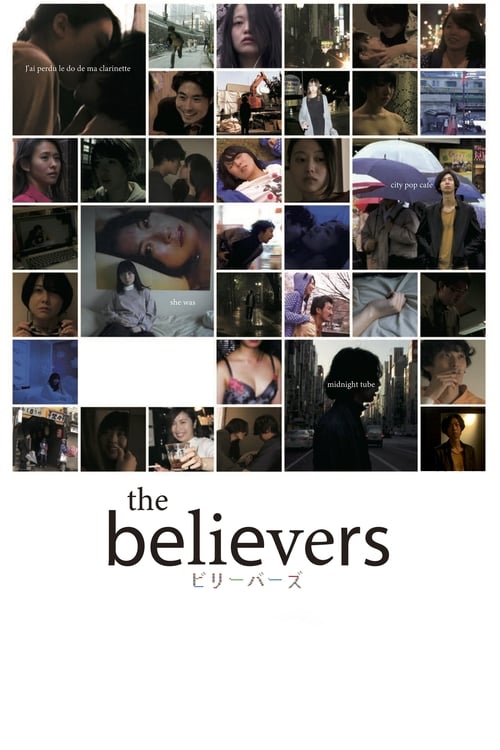 J'ai perdu le do de ma clarinette
city pop cafe
she was
midnight tube
the
believers
ビリーバーズ